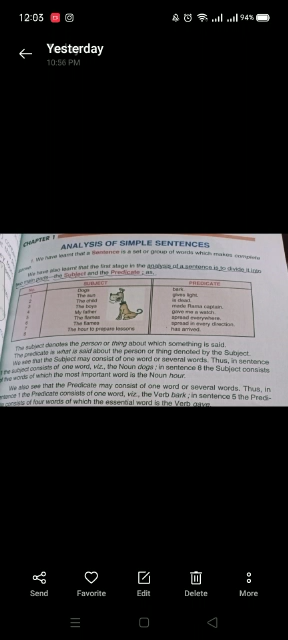 12:03
94%
Yesterday
10:56 PM
CHAPTER 1
ANALYSIS OF SIMPLE SENTENCES
1. We have learnt that a Sentence is a set or group of words which makes complete
sense.
We have also learnt that the first stage in the analysis of a sentence is to divide it into
two main parts—the Subject and the Predicate; as,
No. SUBJECT PREDICATE
1 Dogs bark.
2 The sun gives light.
3 The child is dead.
4 The boys made Rama captain.
5 My father gave me a watch.
6 The flames spread everywhere.
7 The flames spread in every direction.
8 The hour to prepare lessons has arrived.
The subject denotes the person or thing about which something is said.
The predicate is what is said about the person or thing denoted by the Subject.
We see that the Subject may consist of one word or several words. Thus, in sentence
1 the subject consists of one word, viz., the Noun dogs; in sentence 8 the Subject consists
of five words of which the most important word is the Noun hour.
We also see that the Predicate may consist of one word or several words. Thus, in
sentence 1 the Predicate consists of one word, viz., the Verb bark; in sentence 5 the Predi-
consists of four words of which the essential word is the Verb gave.
Send Favorite Edit Delete More